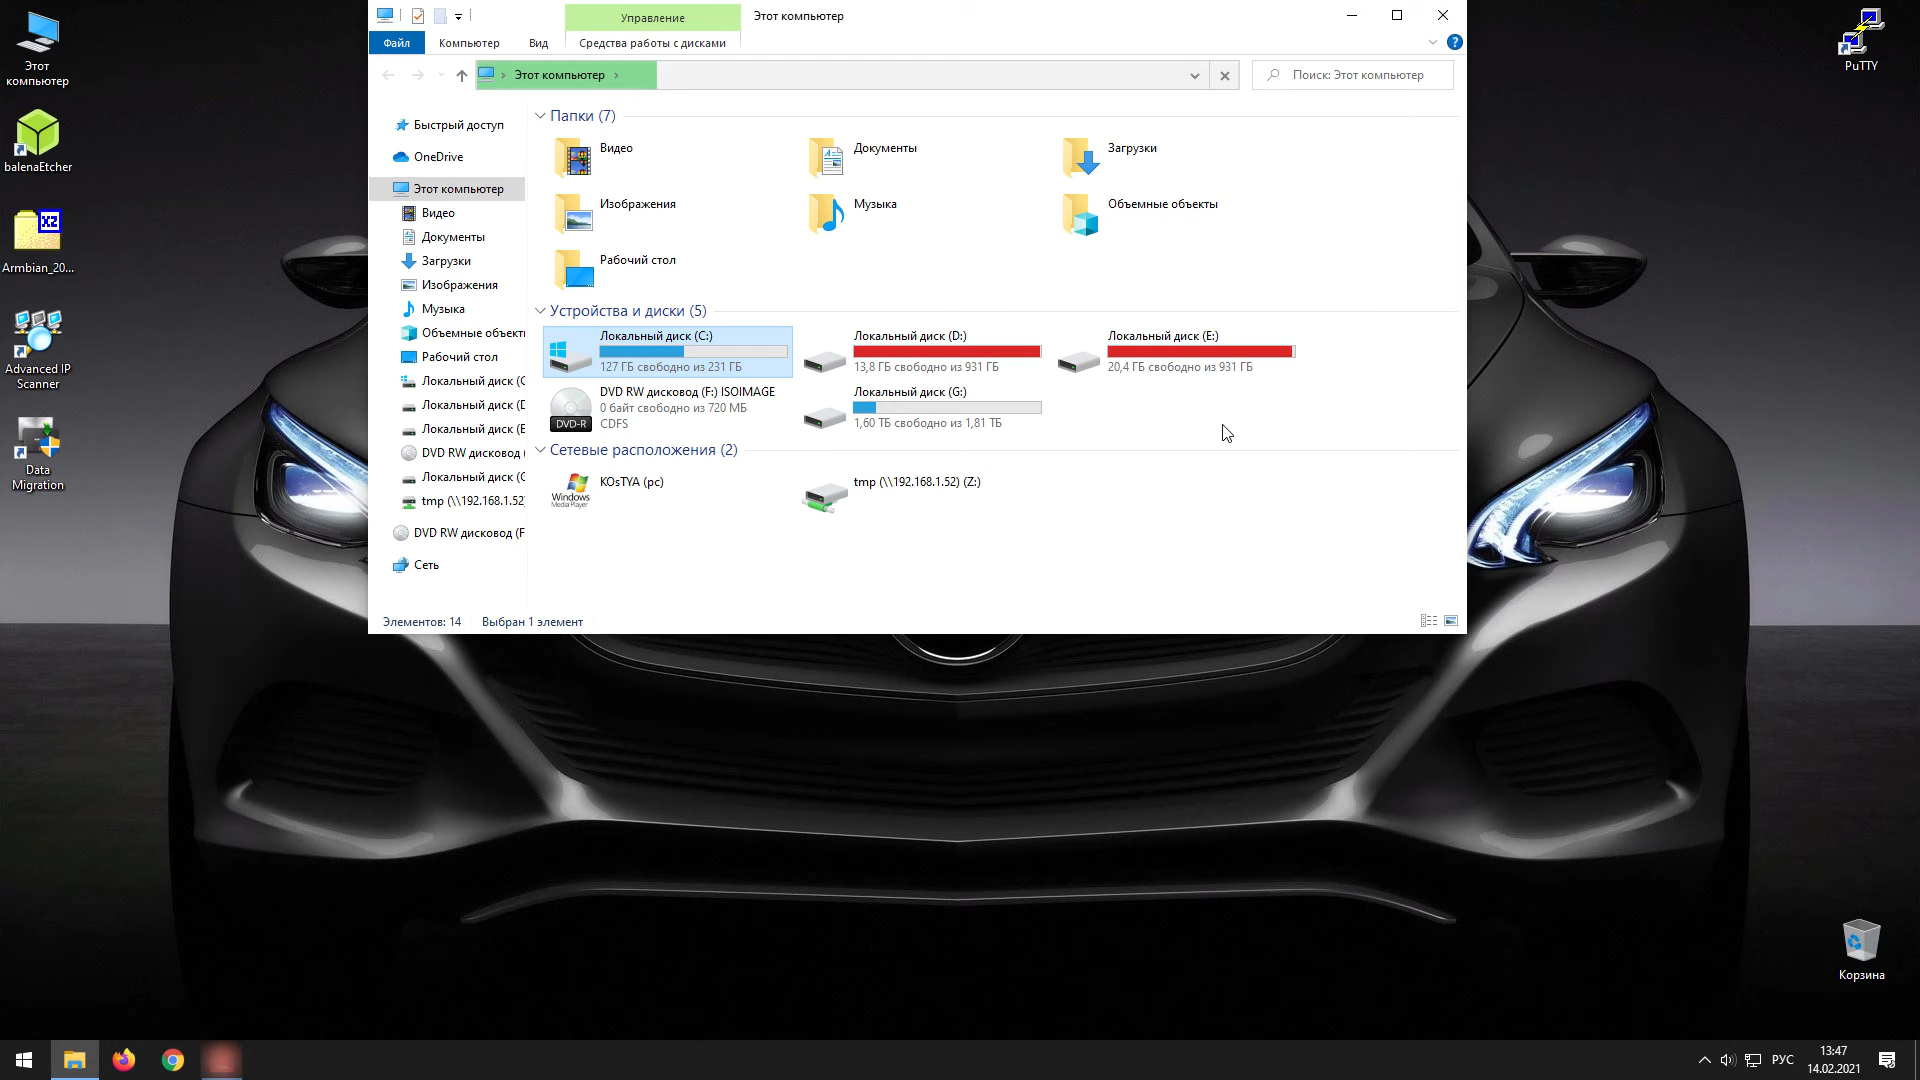 Управление
Этот компьютер
Файл
Компьютер
Вид
Средства работы с дисками
Этот компьютер
Поиск: Этот компьютер
Быстрый доступ
OneDrive
Этот компьютер
Видео
Документы
Загрузки
Изображения
Музыка
Объемные объекты
Рабочий стол
Локальный диск (C
Локальный диск (D
Локальный диск (E
DVD RW дисковод (
Локальный диск (G
tmp (\\192.168.1.52)
DVD RW дисковод (F
Сеть
Папки (7)
Видео
Документы
Загрузки
Изображения
Музыка
Объемные объекты
Рабочий стол
Устройства и диски (5)
Локальный диск (C:)
127 ГБ свободно из 231 ГБ
Локальный диск (D:)
13,8 ГБ свободно из 931 ГБ
Локальный диск (E:)
20,4 ГБ свободно из 931 ГБ
DVD RW дисковод (F:) ISOIMAGE
0 байт свободно из 720 МБ
CDFS
DVD-R
Локальный диск (G:)
1,60 ТБ свободно из 1,81 ТБ
Сетевые расположения (2)
Windows
Media Player
KOsTYA (pc)
tmp (\\192.168.1.52) (Z:)
Элементов: 14
Выбран 1 элемент
Этот
компьютер
balenaEtcher
XZ
Armbian_20...
Advanced IP
Scanner
Data
Migration
PuTTY
Корзина
РУС
13:47
14.02.2021